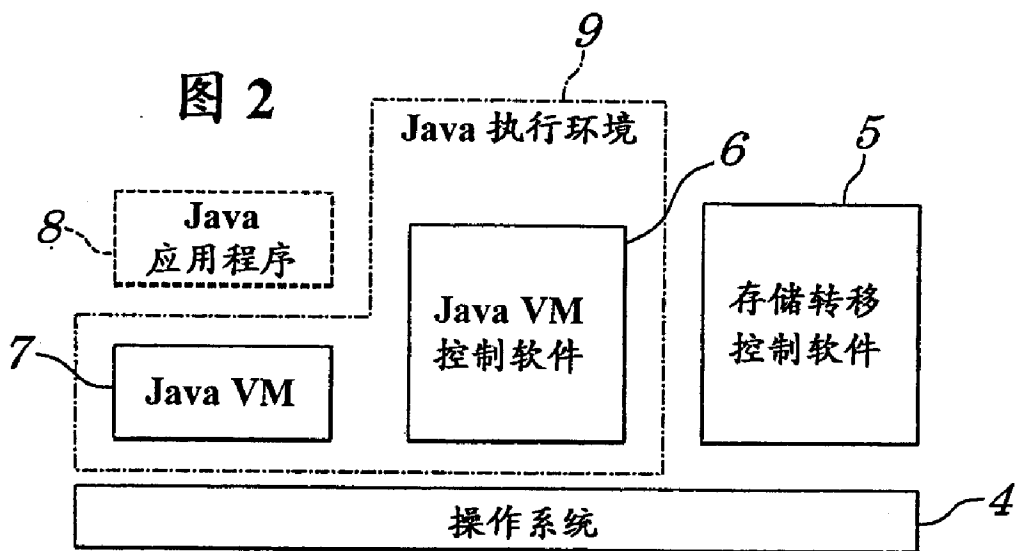 图 2
9
Java 执行环境
6
5
8
Java
应用程序
Java VM
控制软件
存储转移
控制软件
7
Java VM
操作系统
4